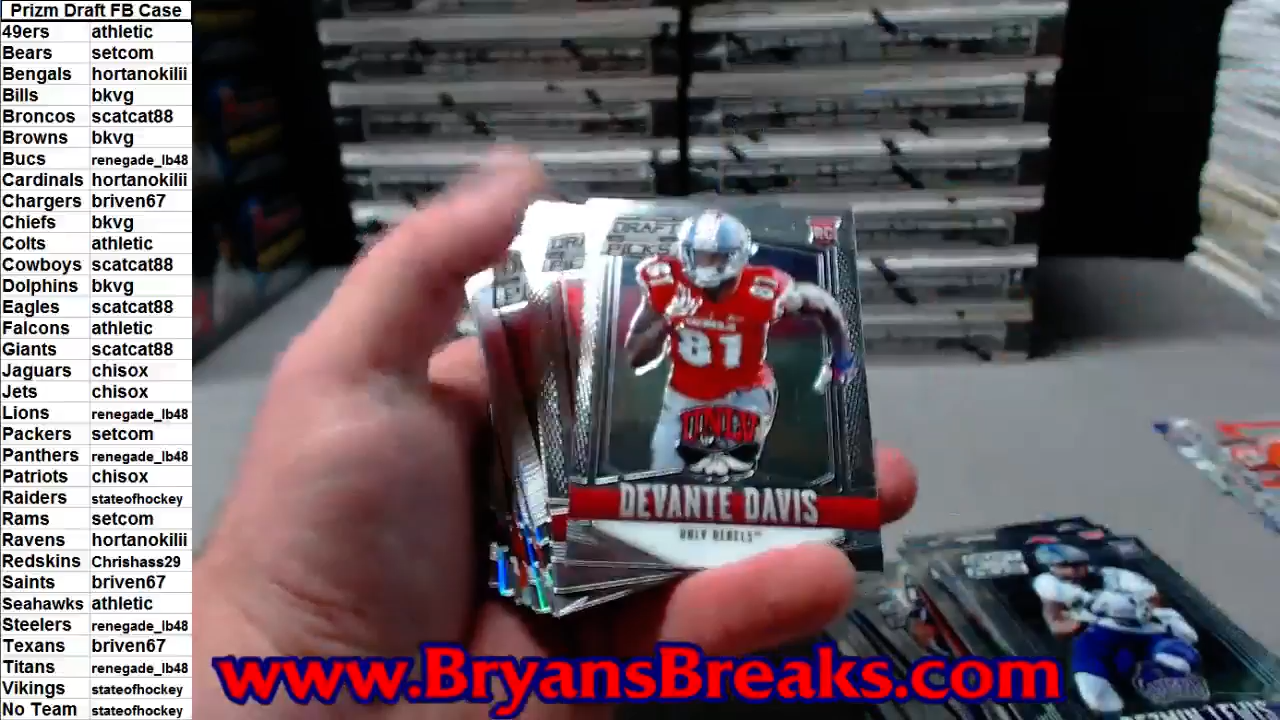 Prizm Draft FB Case
49ers athletic
Bears setcom
Bengals hortanokilii
Bills bkvg
Broncos scatcat88
Browns bkvg
Bucs renegade_lb48
Cardinals hortanokilii
Chargers briven67
Chiefs bkvg
Colts athletic
Cowboys scatcat88
Dolphins bkvg
Eagles scatcat88
Falcons athletic
Giants scatcat88
Jaguars chisox
Jets chisox
Lions renegade_lb48
Packers setcom
Panthers renegade_lb48
Patriots chisox
Raiders stateofhockey
Rams setcom
Ravens hortanokilii
Redskins Chrishass29
Saints briven67
Seahawks athletic
Steelers renegade_lb48
Texans briven67
Titans renegade_lb48
Vikings stateofhockey
No Team stateofhockey
DRAFT
PICKS
RC
81
81
UNLV
DEVANTE DAVIS
UNLV REBELS
LEWIS
www.BryansBreaks.com